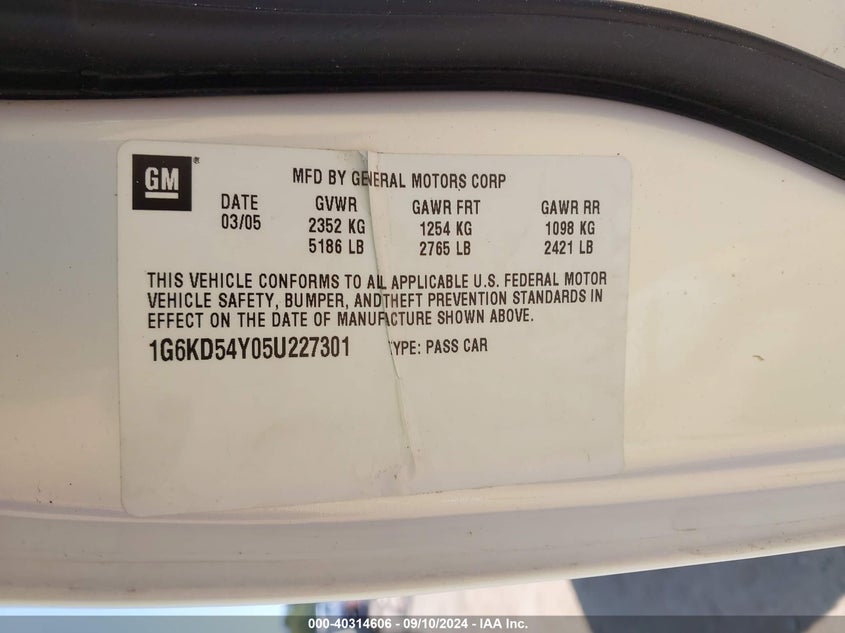 GM® MFD BY GENERAL MOTORS CORP
DATE GVWR GAWR FRT GAWR RR
03/05 2352 KG 1254 KG 1098 KG
5186 LB 2765 LB 2421 LB
THIS VEHICLE CONFORMS TO ALL APPLICABLE U.S. FEDERAL MOTOR
VEHICLE SAFETY, BUMPER, AND THEFT PREVENTION STANDARDS IN
EFFECT ON THE DATE OF MANUFACTURE SHOWN ABOVE.
1G6KD54Y05U227301 TYPE: PASS CAR
000-40314606 - 09/10/2024 - IAA Inc.